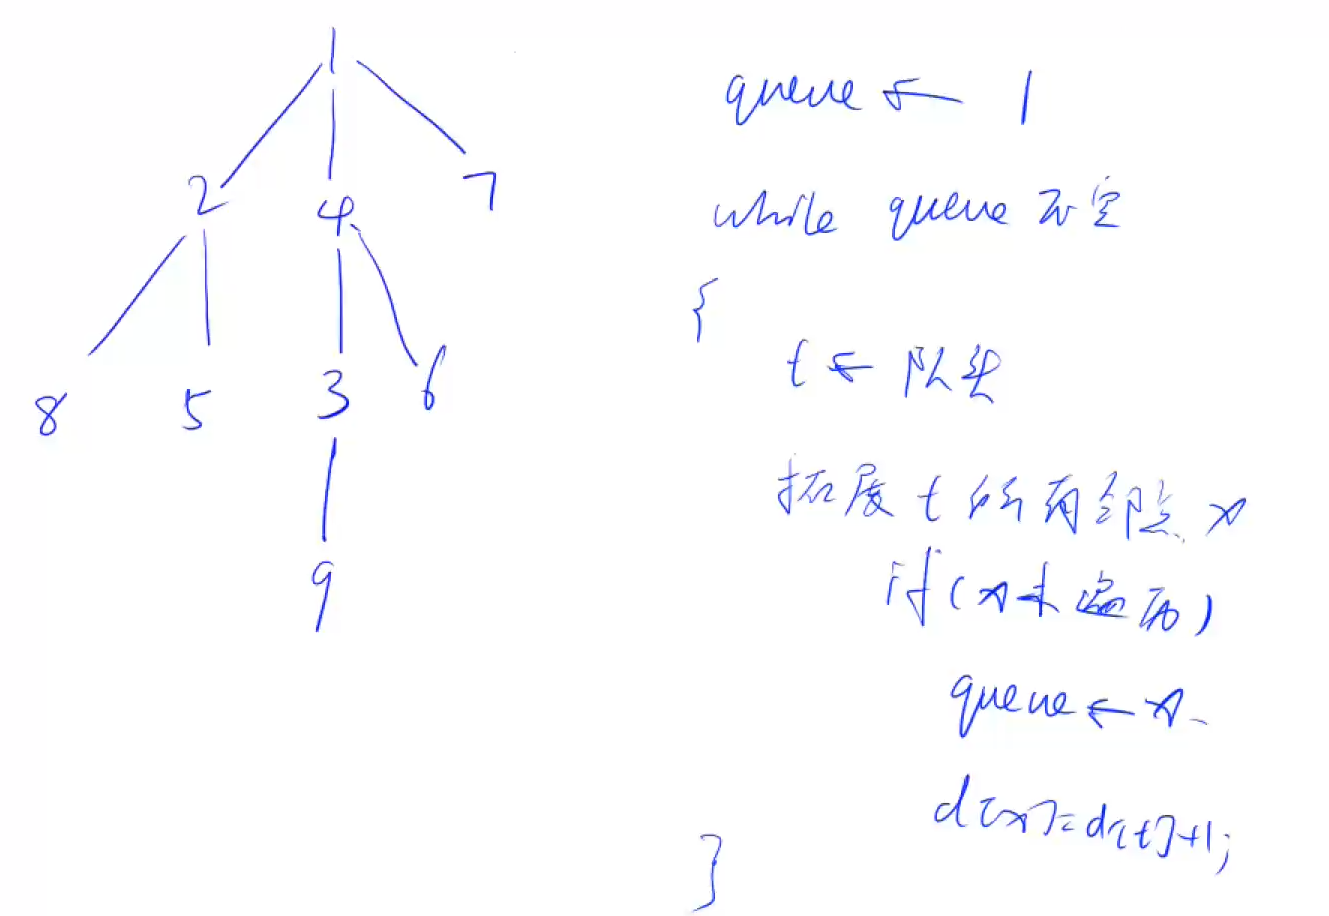 1
2 4 7
8 5 3 6
9
queue ← 1
while queue 不空
{
t ← 队头
拓展 t 所有邻点 x
if(x未遍历)
queue ← x
d[x]=d[t]+1;
}